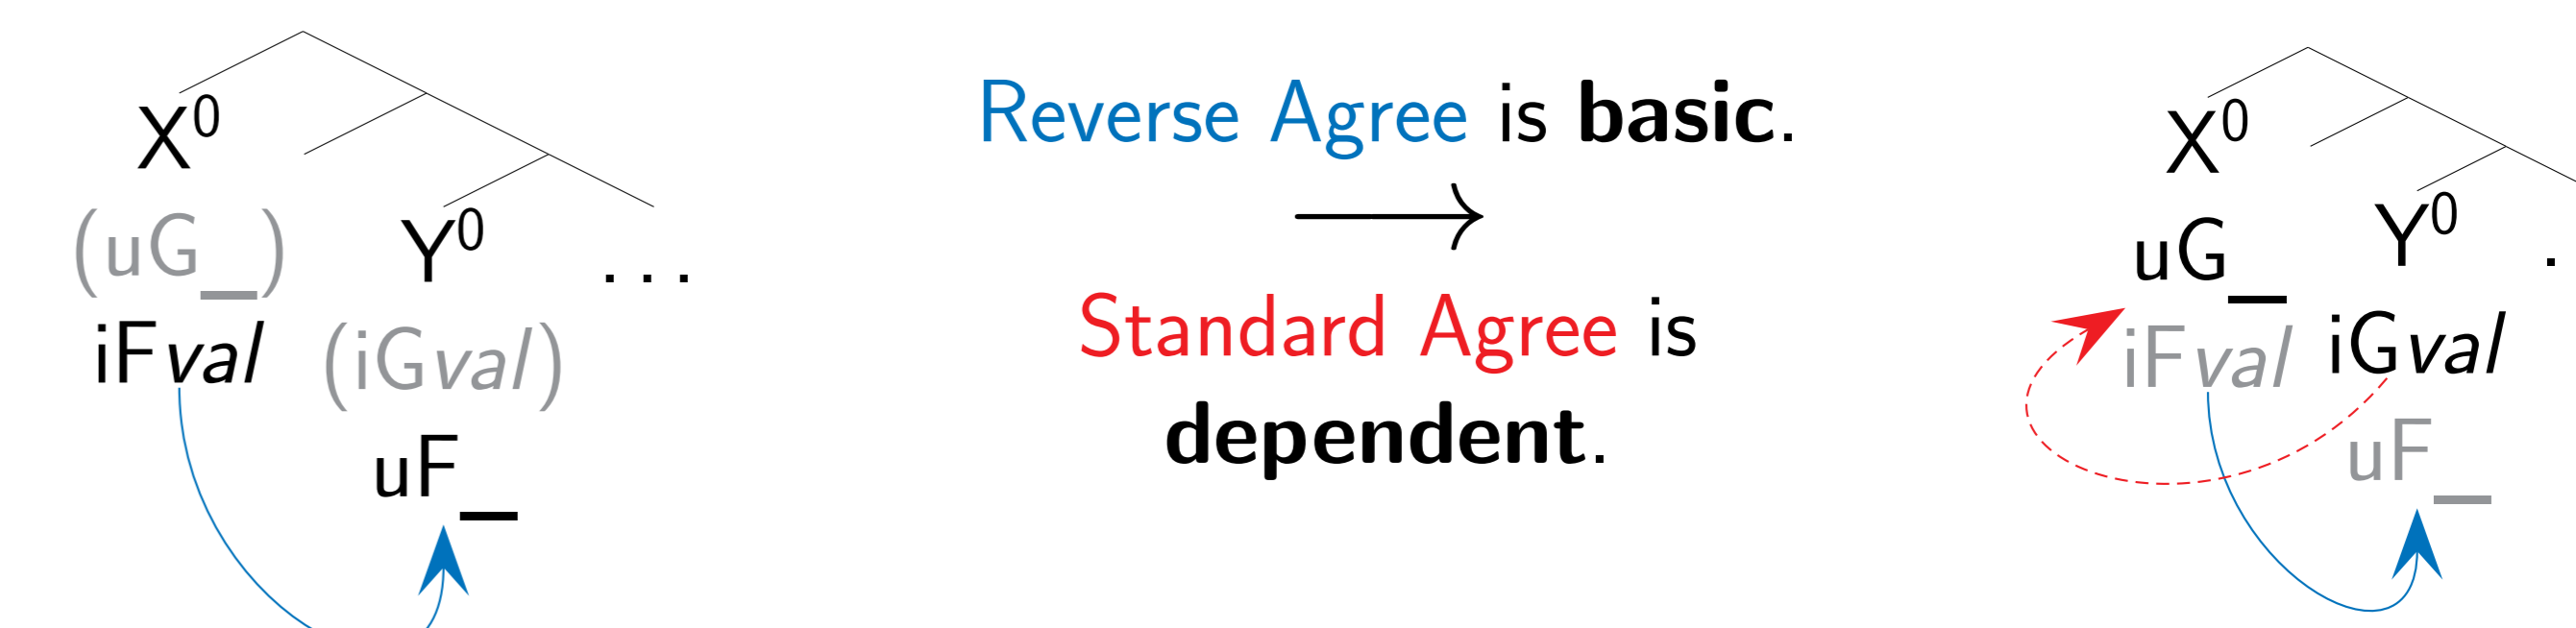 X⁰
(uG_)
iFval
Y⁰
(iGval)
uF_
...
Reverse Agree is basic.
→
Standard Agree is
dependent.
X⁰
uG_
iFval
Y⁰
iGval
uF_
.